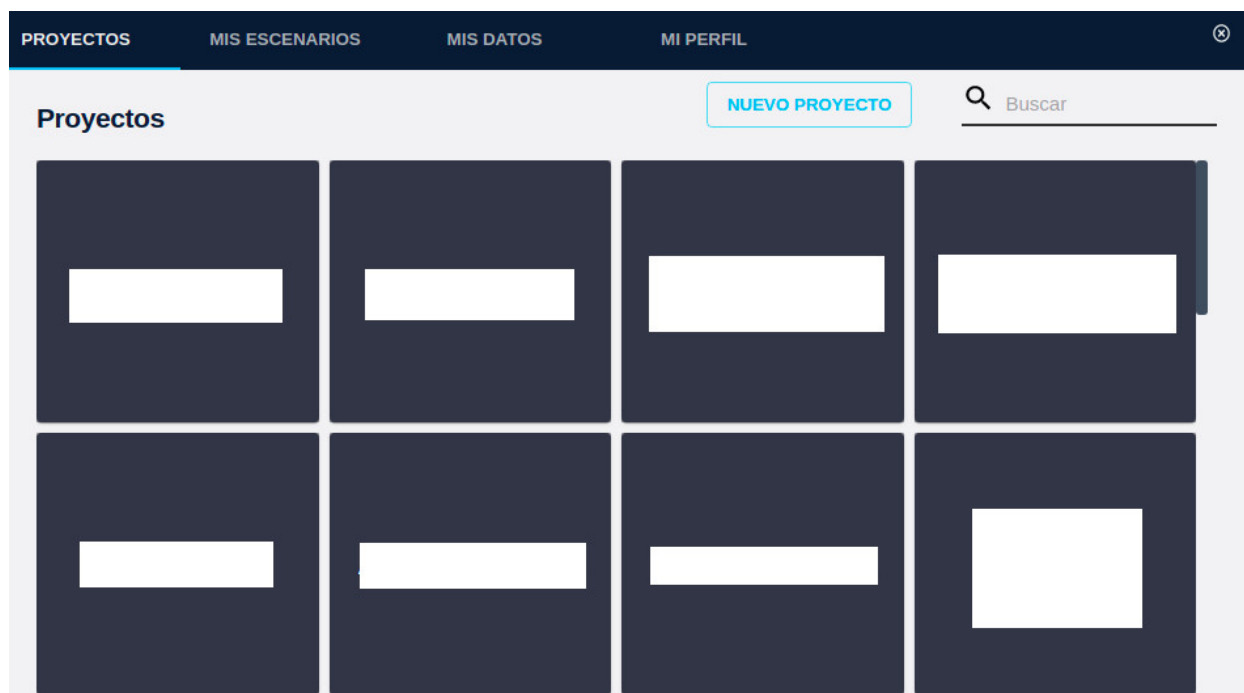 PROYECTOS MIS ESCENARIOS MIS DATOS MI PERFIL
Proyectos NUEVO PROYECTO Buscar